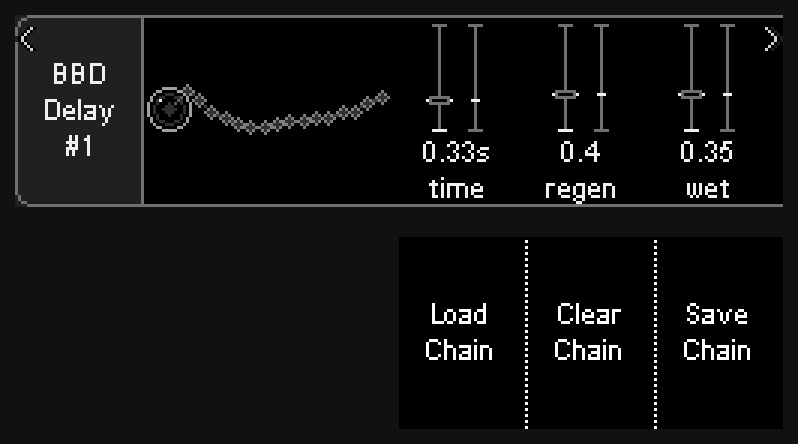 BBD
Delay
#1
0.33s
time
0.4
regen
0.35
wet
Load
Chain
Clear
Chain
Save
Chain